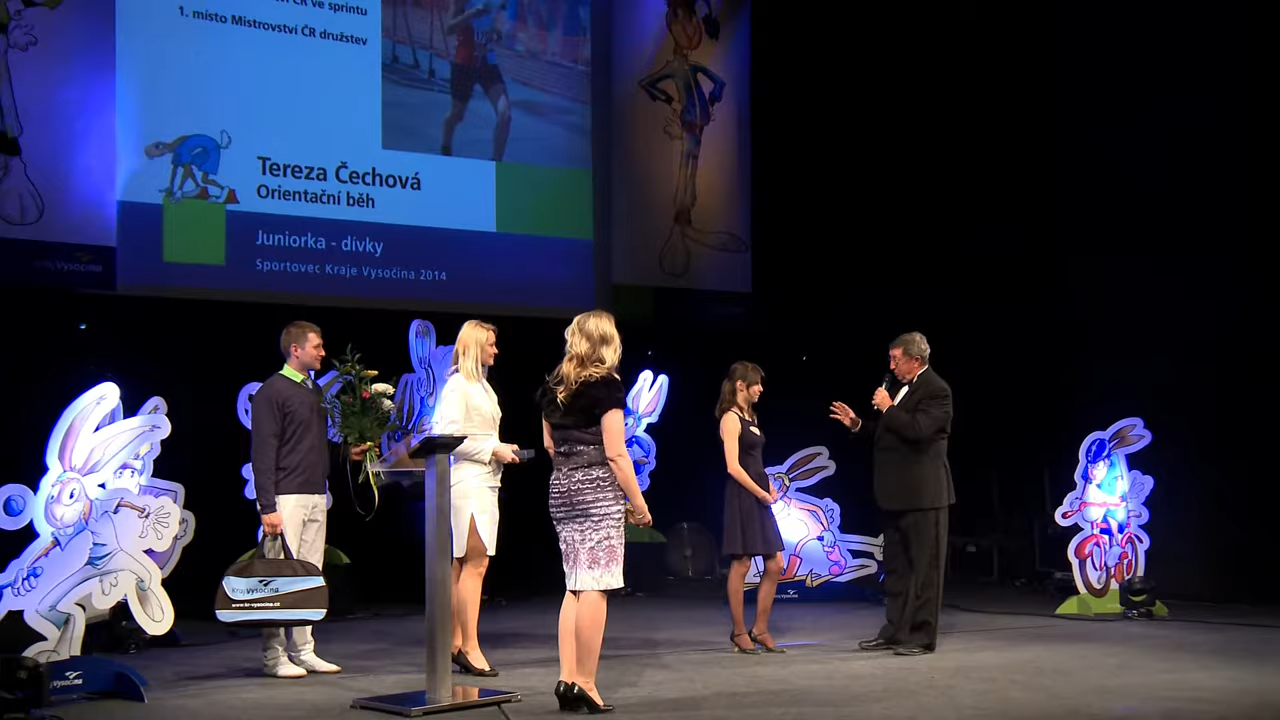 ČR ve sprintu
1. místo Mistrovství ČR družstev
Tereza Čechová
Orientační běh
Juniorka - dívky
Sportovec Kraje Vysočina 2014
Vysočina
Kraj Vysočina
www.kr-vysocina.cz